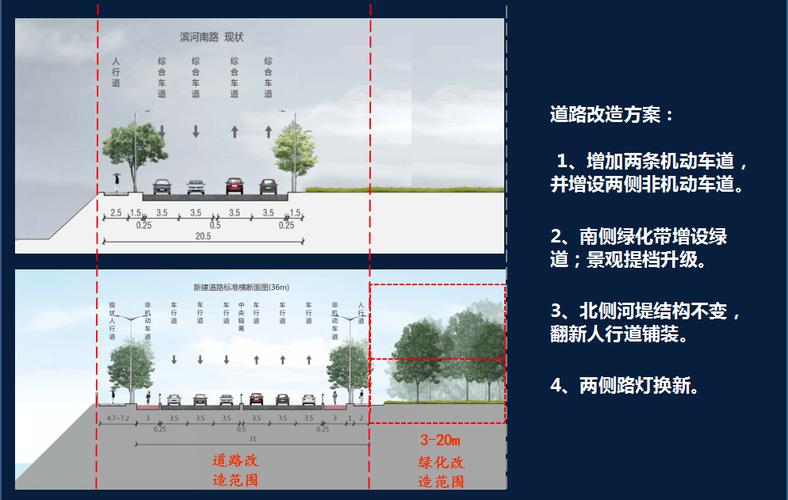 滨河南路 现状
人行道
综合车道
综合车道
综合车道
综合车道
2.5 1.5 3.5 3.5 3.5 3.5 1.5
0.25 0.5 0.25
20.5
新建道路标准横断面图(36m)
现状人行道
非机动车道
车行道
车行道
车行道
中央隔离
车行道
车行道
车行道
非机动车道
人行道
4.7~7.2 3 3.5 3.5 3.5 3.5 3.5 3.5 3 1 2
0.25 0.5 0.25
31
道路改
造范围
3-20m
绿化改
造范围
道路改造方案：
1、增加两条机动车道，
并增设两侧非机动车道。
2、南侧绿化带增设绿
道；景观提档升级。
3、北侧河堤结构不变，
翻新人行道铺装。
4、两侧路灯换新。